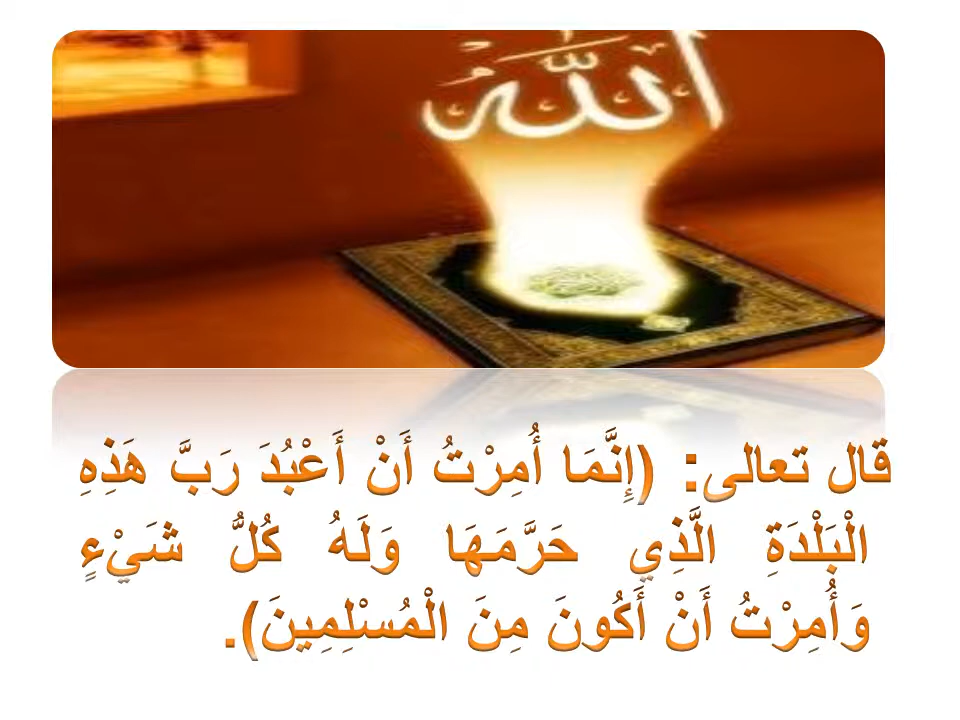 الله
قال تعالى: (إِنَّمَا أُمِرْتُ أَنْ أَعْبُدَ رَبَّ هَذِهِ
الْبَلْدَةِ الَّذِي حَرَّمَهَا وَلَهُ كُلُّ شَيْءٍ
وَأُمِرْتُ أَنْ أَكُونَ مِنَ الْمُسْلِمِينَ).